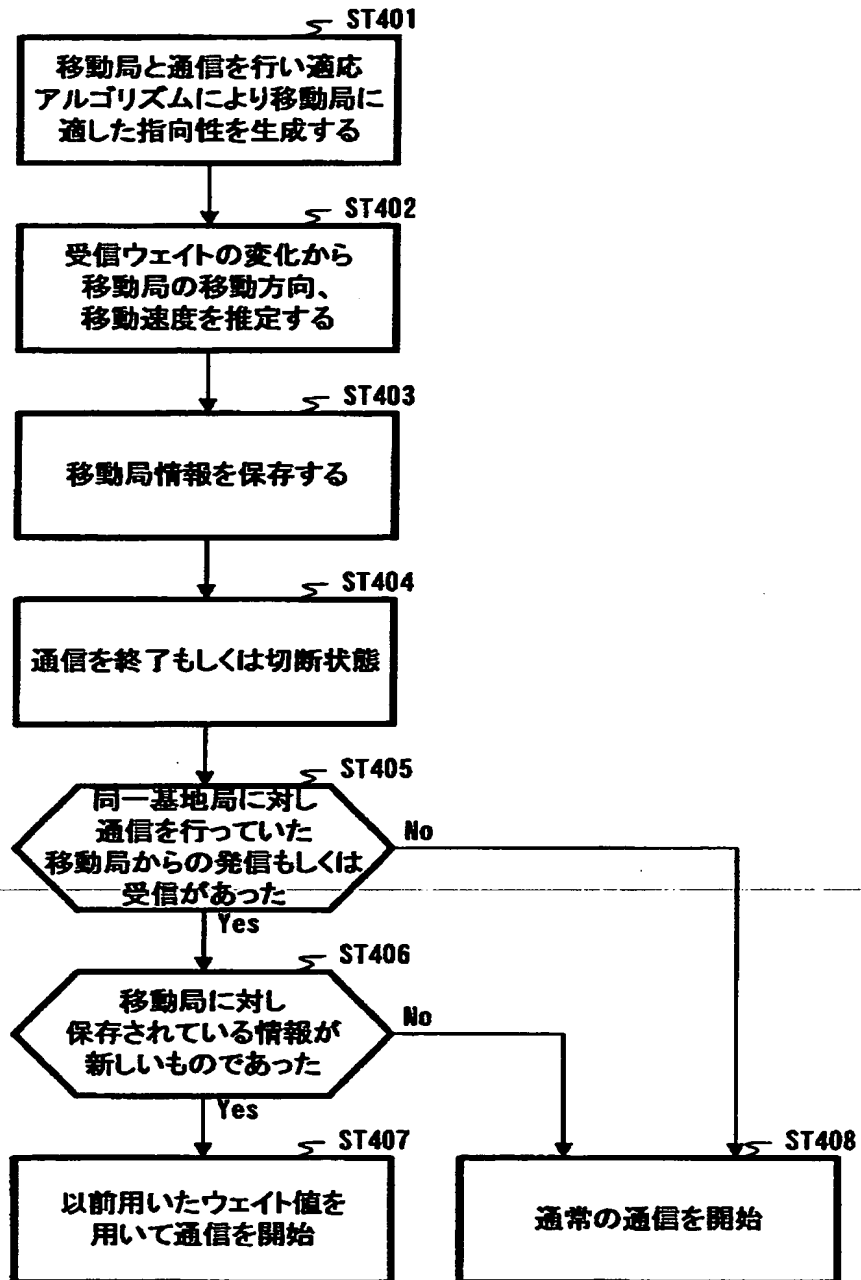 ST401
移動局と通信を行い適応
アルゴリズムにより移動局に
適した指向性を生成する
ST402
受信ウェイトの変化から
移動局の移動方向、
移動速度を推定する
ST403
移動局情報を保存する
ST404
通信を終了もしくは切断状態
ST405
同一基地局に対し
通信を行っていた
移動局からの発信もしくは
受信があった
No
Yes
ST406
移動局に対し
保存されている情報が
新しいものであった
No
Yes
ST407
以前用いたウェイト値を
用いて通信を開始
ST408
通常の通信を開始